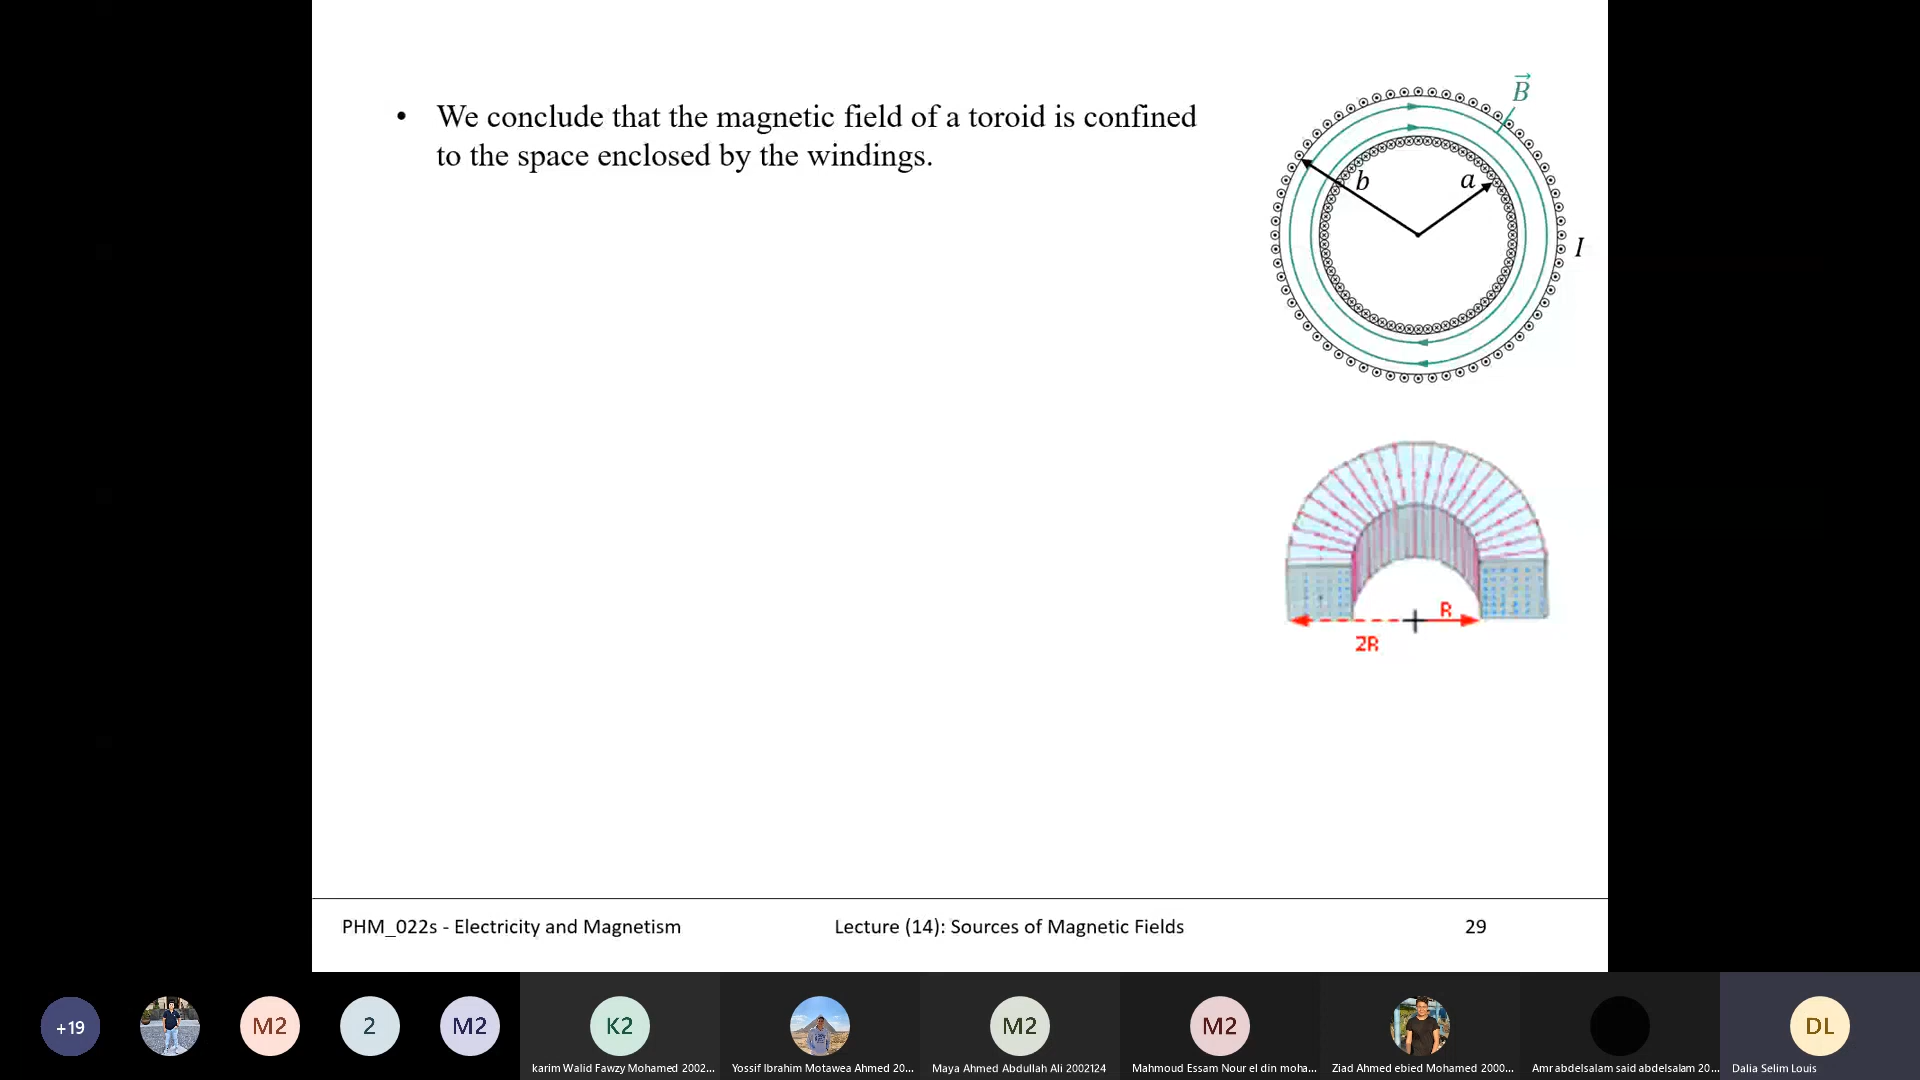 • We conclude that the magnetic field of a toroid is confined
to the space enclosed by the windings.
B⃗
b
a
I
R
2R
PHM_022s - Electricity and Magnetism
Lecture (14): Sources of Magnetic Fields
29
+19
M2
2
M2
K2
M2
M2
DL
karim Walid Fawzy Mohamed 2002...
Yossif Ibrahim Motawea Ahmed 20...
Maya Ahmed Abdullah Ali 2002124
Mahmoud Essam Nour el din moha...
Ziad Ahmed ebied Mohamed 2000...
Amr abdelsalam said abdelsalam 20...
Dalia Selim Louis